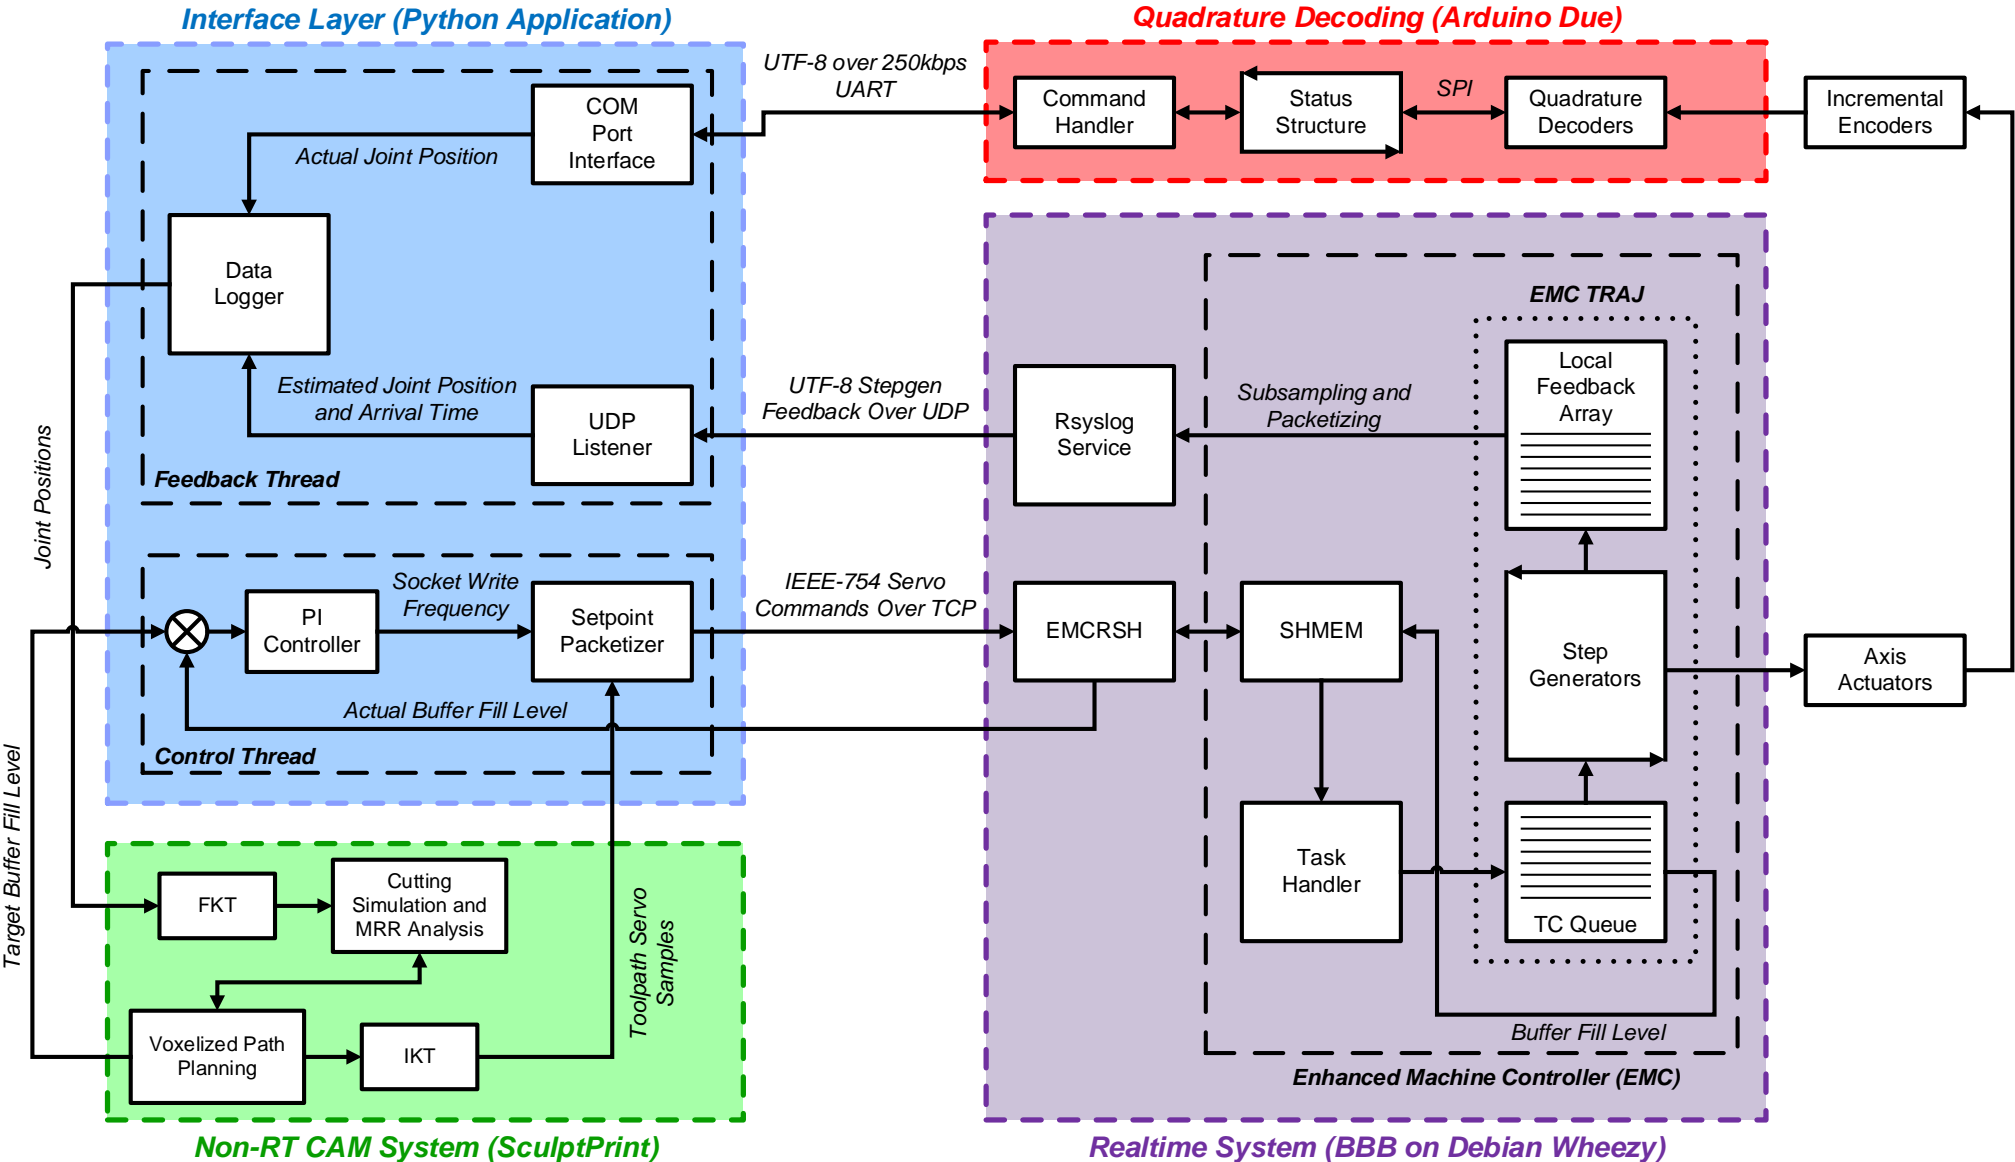 Interface Layer (Python Application)
Quadrature Decoding (Arduino Due)
UTF-8 over 250kbps
UART
COM
Port
Interface
Actual Joint Position
Command
Handler
Status
Structure
SPI
Quadrature
Decoders
Incremental
Encoders
Data
Logger
Estimated Joint Position
and Arrival Time
UDP
Listener
Feedback Thread
UTF-8 Stepgen
Feedback Over UDP
Rsyslog
Service
Subsampling and
Packetizing
EMC TRAJ
Local
Feedback
Array
Joint Positions
Socket Write
Frequency
PI
Controller
Setpoint
Packetizer
IEEE-754 Servo
Commands Over TCP
EMCRSH
SHMEM
Step
Generators
Axis
Actuators
Actual Buffer Fill Level
Control Thread
Target Buffer Fill Level
Task
Handler
TC Queue
FKT
Cutting
Simulation and
MRR Analysis
Toolpath Servo
Samples
Voxelized Path
Planning
IKT
Buffer Fill Level
Enhanced Machine Controller (EMC)
Non-RT CAM System (SculptPrint)
Realtime System (BBB on Debian Wheezy)